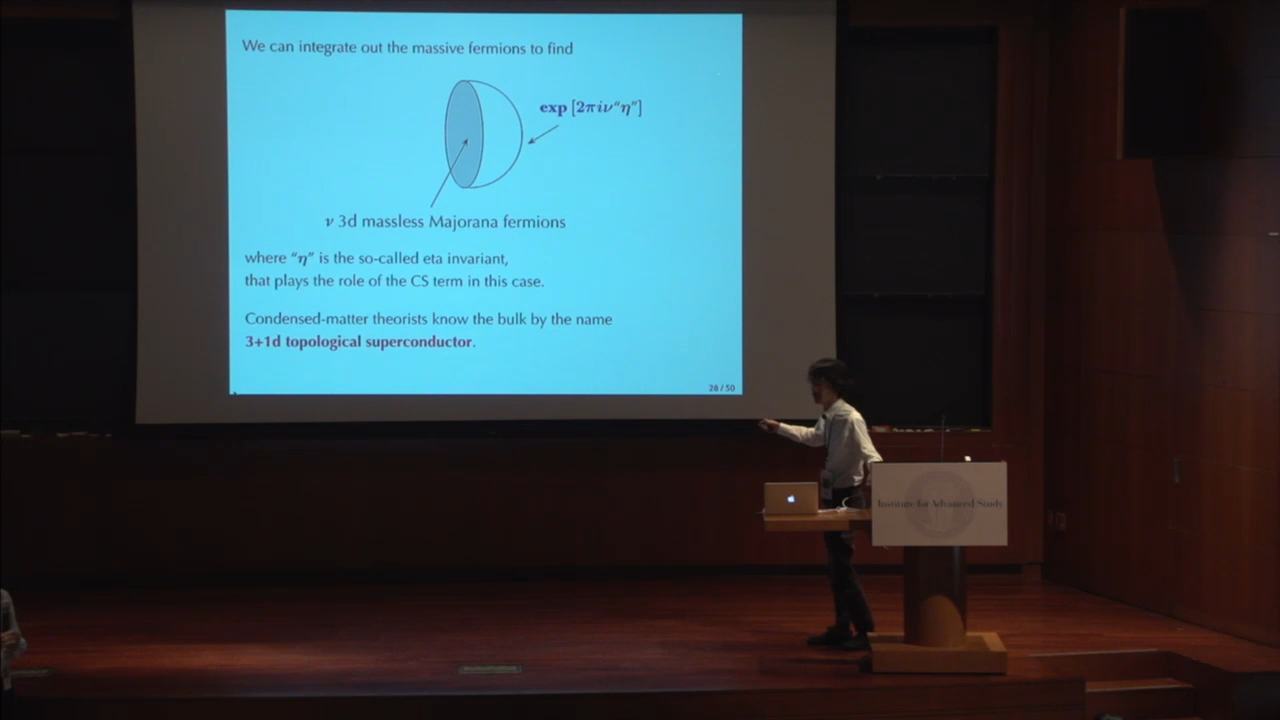 We can integrate out the massive fermions to find
exp [2πiν“η”]
ν 3d massless Majorana fermions
where “η” is the so-called eta invariant,
that plays the role of the CS term in this case.
Condensed-matter theorists know the bulk by the name
3+1d topological superconductor.
28 / 50
Institute for Advanced Study